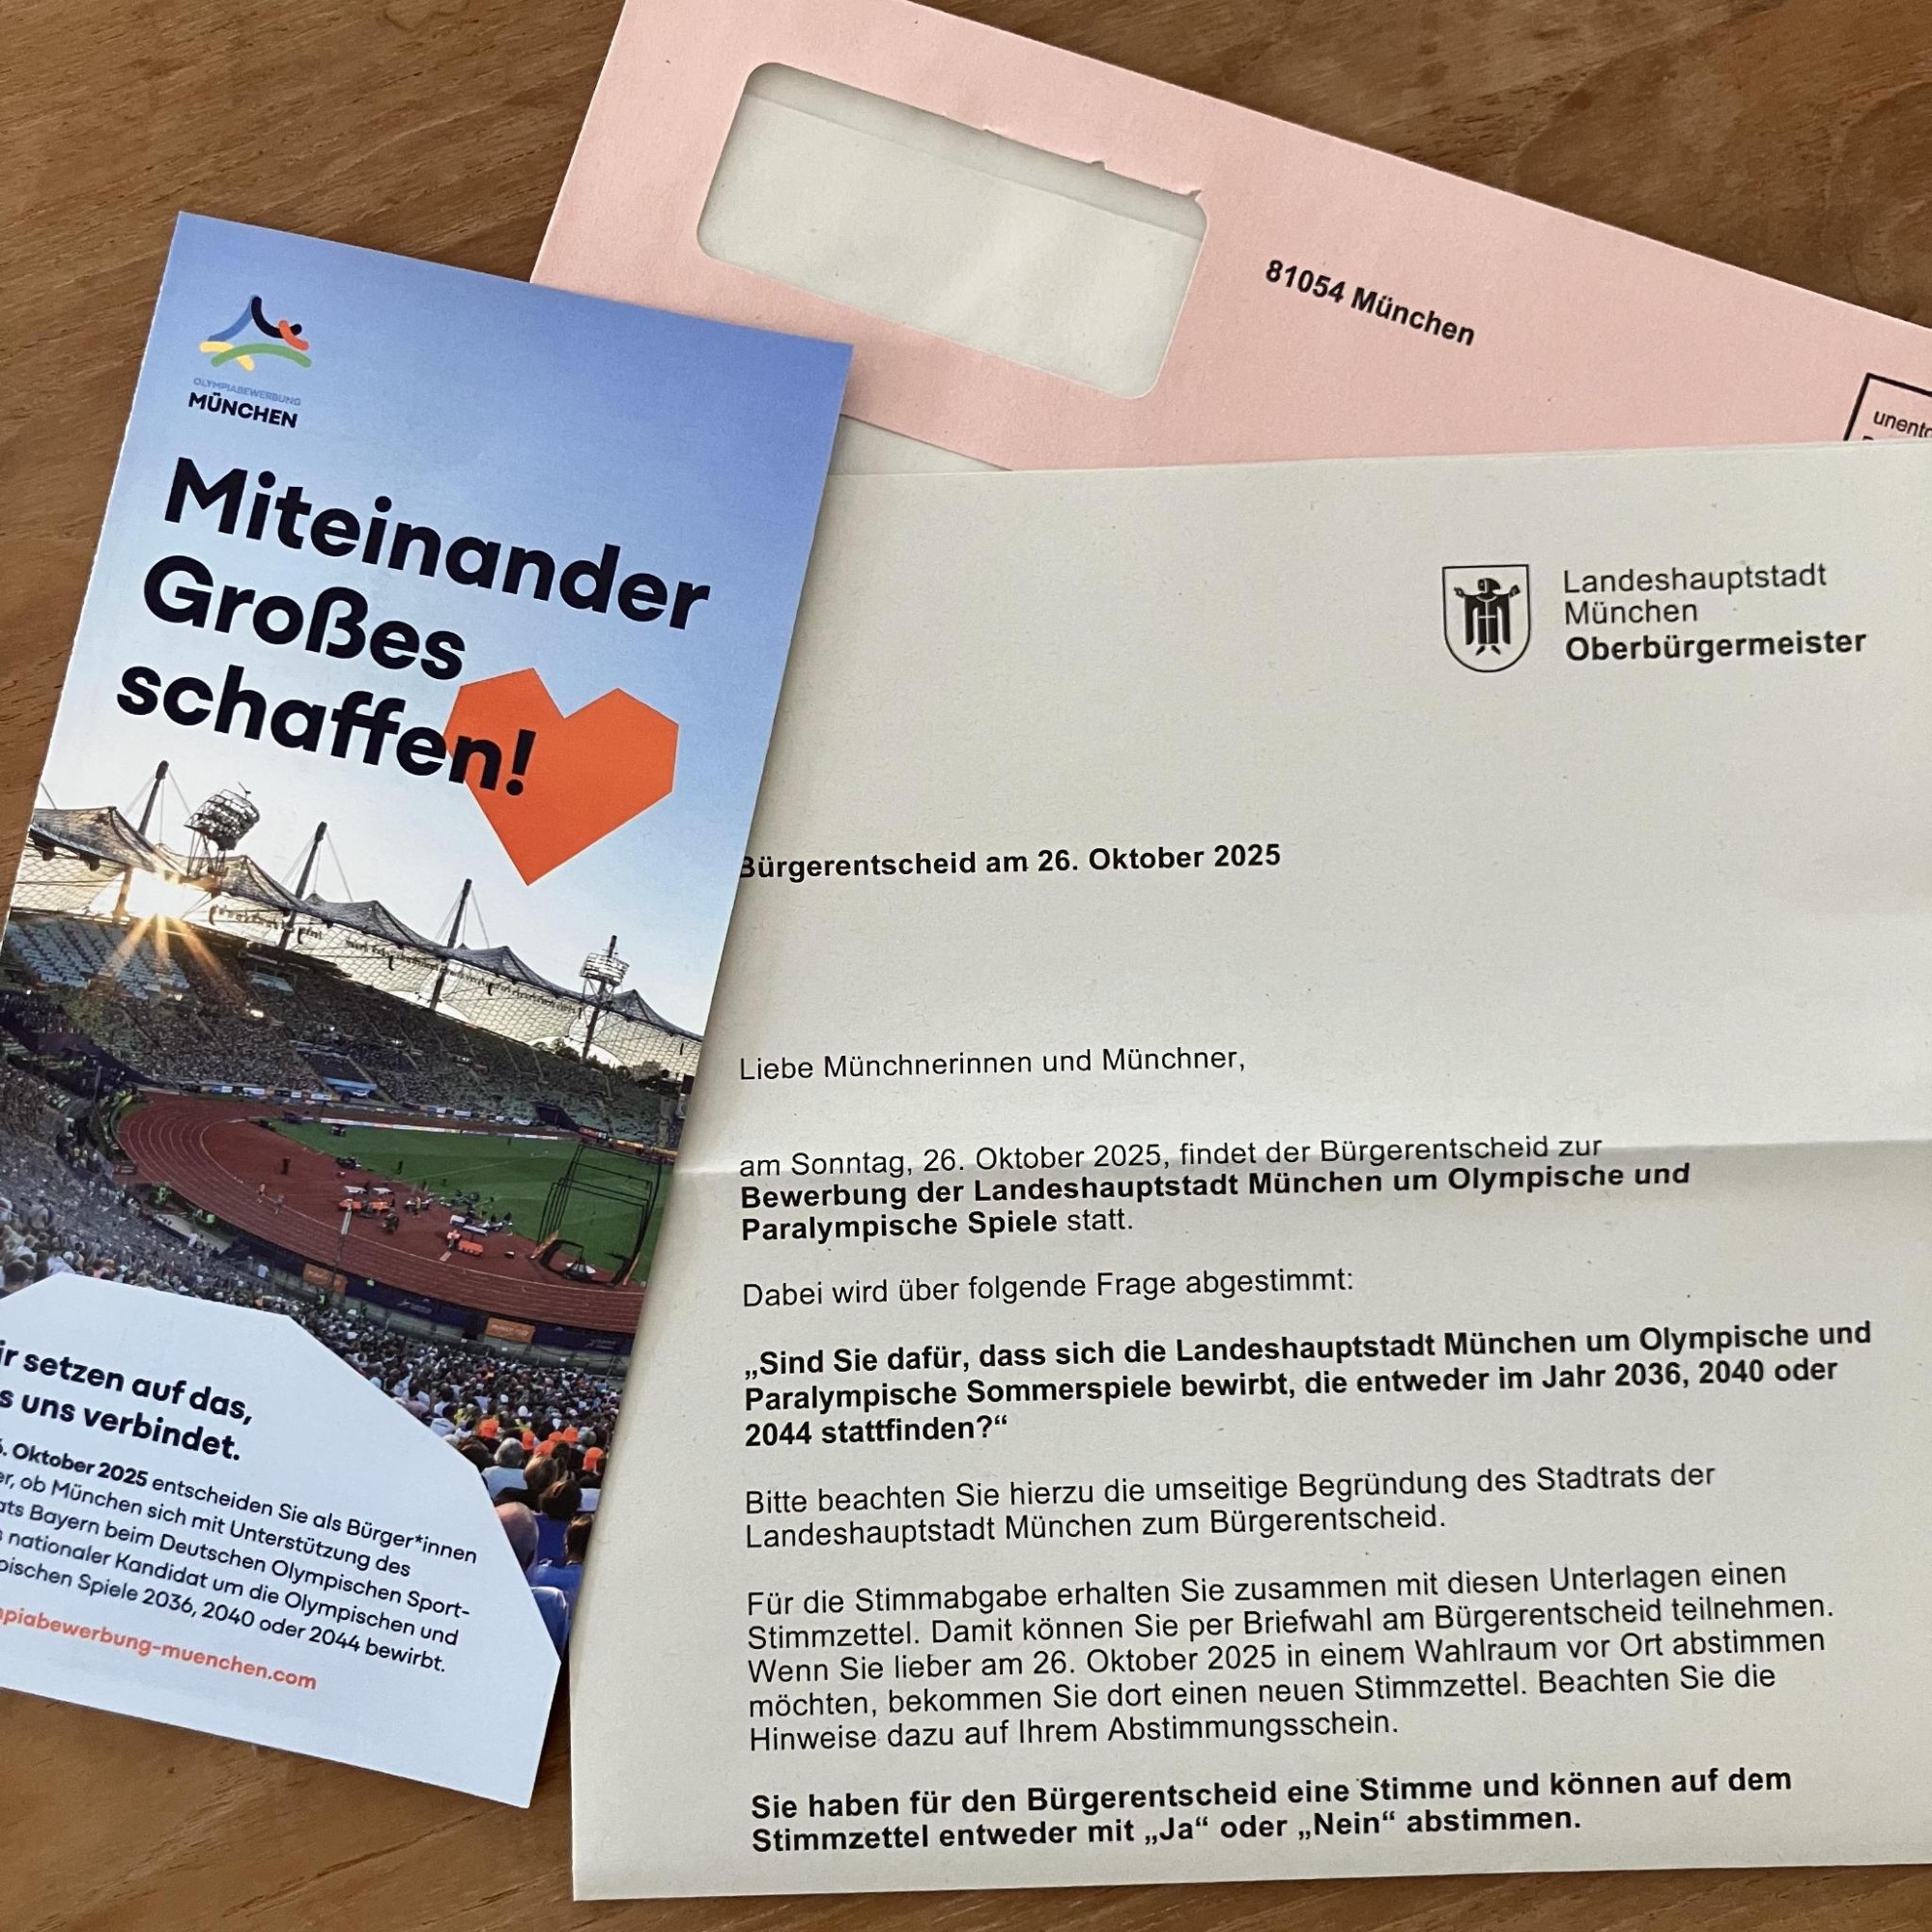 81054 München
OLYMPIABEWERBUNG
MÜNCHEN
Miteinander
Großes
schaffen!
setzen auf das,
uns verbindet.
Oktober 2025 entscheiden Sie als Bürger*innen
ob München sich mit Unterstützung des
Bayern beim Deutschen Olympischen Sport-
nationaler Kandidat um die Olympischen und
Spiele 2036, 2040 oder 2044 bewirbt.
piabewerbung-muenchen.com
Landeshauptstadt
München
Oberbürgermeister
Bürgerentscheid am 26. Oktober 2025
Liebe Münchnerinnen und Münchner,
am Sonntag, 26. Oktober 2025, findet der Bürgerentscheid zur
Bewerbung der Landeshauptstadt München um Olympische und
Paralympische Spiele statt.
Dabei wird über folgende Frage abgestimmt:
„Sind Sie dafür, dass sich die Landeshauptstadt München um Olympische und
Paralympische Sommerspiele bewirbt, die entweder im Jahr 2036, 2040 oder
2044 stattfinden?“
Bitte beachten Sie hierzu die umseitige Begründung des Stadtrats der
Landeshauptstadt München zum Bürgerentscheid.
Für die Stimmabgabe erhalten Sie zusammen mit diesen Unterlagen einen
Stimmzettel. Damit können Sie per Briefwahl am Bürgerentscheid teilnehmen.
Wenn Sie lieber am 26. Oktober 2025 in einem Wahlraum vor Ort abstimmen
möchten, bekommen Sie dort einen neuen Stimmzettel. Beachten Sie die
Hinweise dazu auf Ihrem Abstimmungsschein.
Sie haben für den Bürgerentscheid eine Stimme und können auf dem
Stimmzettel entweder mit „Ja“ oder „Nein“ abstimmen.